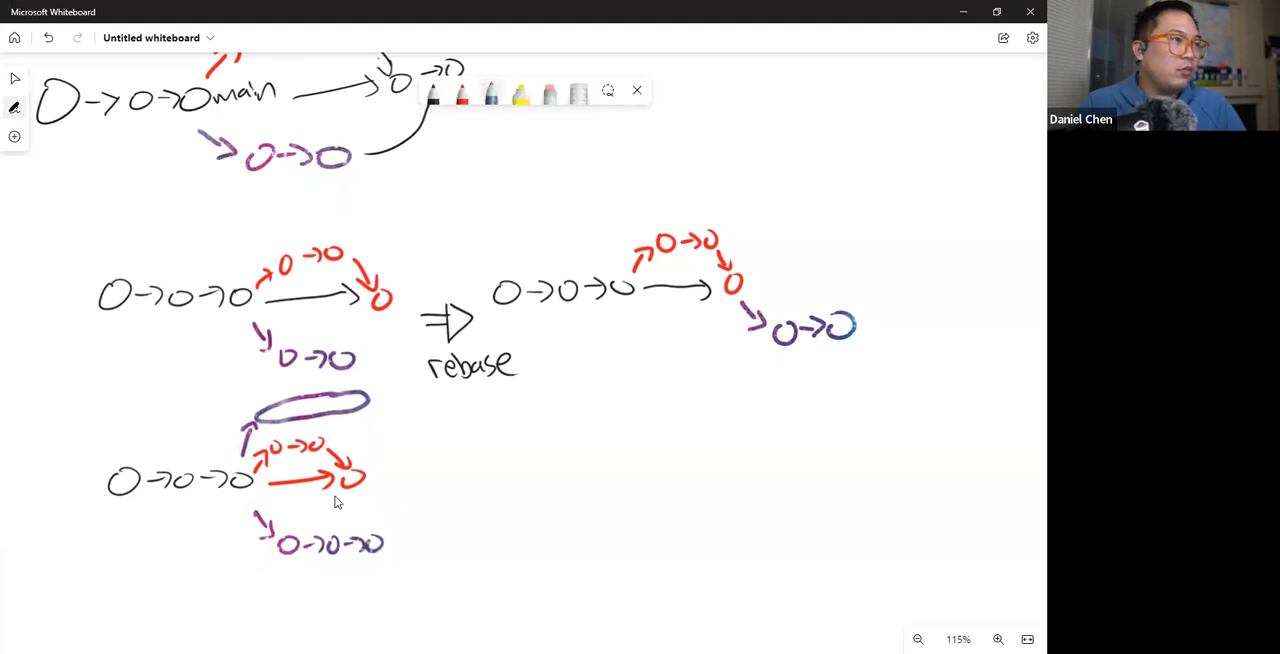 Microsoft Whiteboard
Untitled whiteboard
main
rebase
Daniel Chen
115%